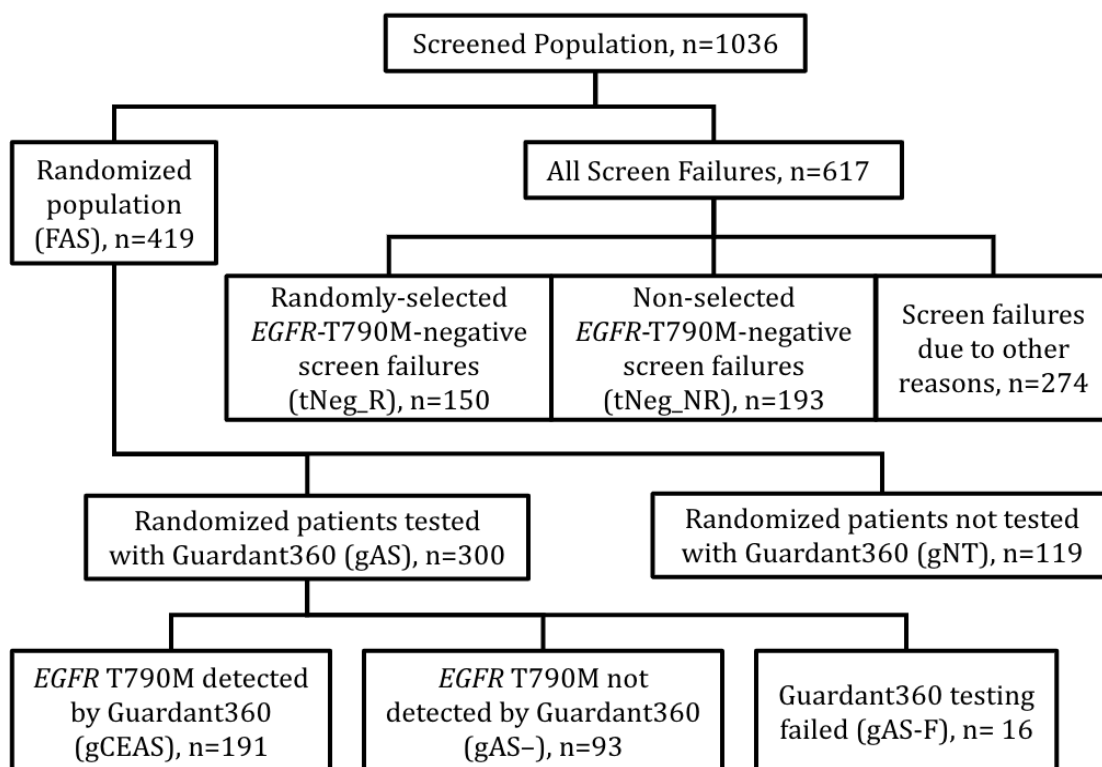 Screened Population, n=1036
Randomized
population
(FAS), n=419
All Screen Failures, n=617
Randomly-selected
EGFR-T790M-negative
screen failures
(tNeg_R), n=150
Non-selected
EGFR-T790M-negative
screen failures
(tNeg_NR), n=193
Screen failures
due to other
reasons, n=274
Randomized patients tested
with Guardant360 (gAS), n=300
Randomized patients not tested
with Guardant360 (gNT), n=119
EGFR T790M detected
by Guardant360
(gCEAS), n=191
EGFR T790M not
detected by Guardant360
(gAS–), n=93
Guardant360 testing
failed (gAS-F), n= 16